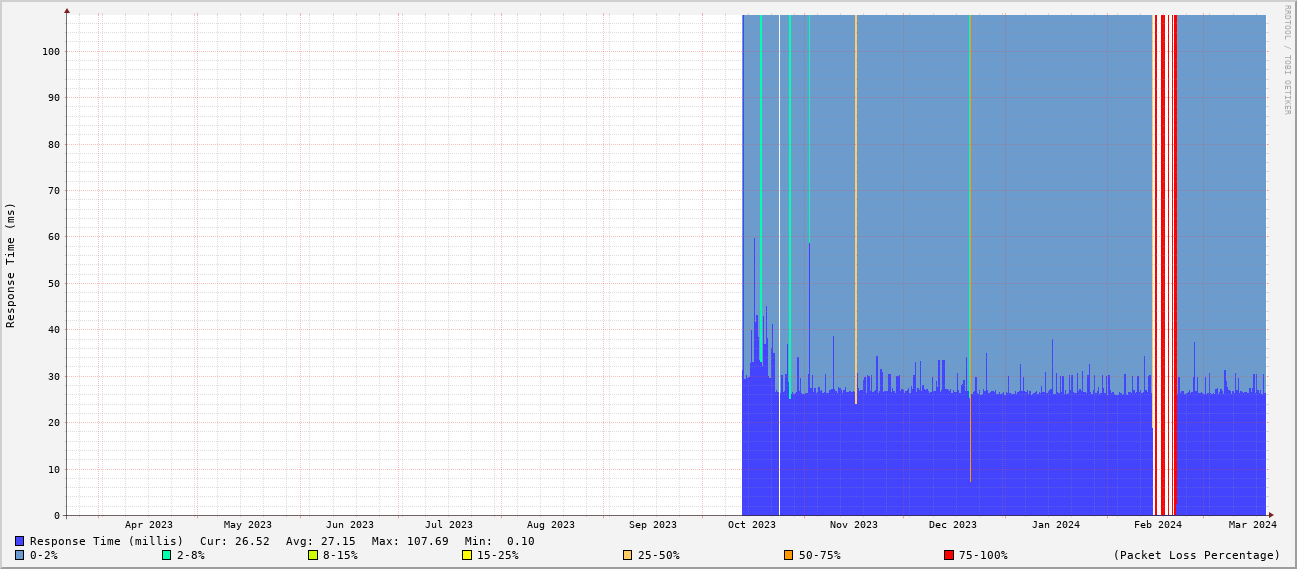 RRDTOOL / TOBI OETIKER
Response Time (ms)
100
90
80
70
60
50
40
30
20
10
0
Apr 2023 May 2023 Jun 2023 Jul 2023 Aug 2023 Sep 2023 Oct 2023 Nov 2023 Dec 2023 Jan 2024 Feb 2024 Mar 2024
Response Time (millis) Cur: 26.52 Avg: 27.15 Max: 107.69 Min: 0.10
0-2% 2-8% 8-15% 15-25% 25-50% 50-75% 75-100% (Packet Loss Percentage)